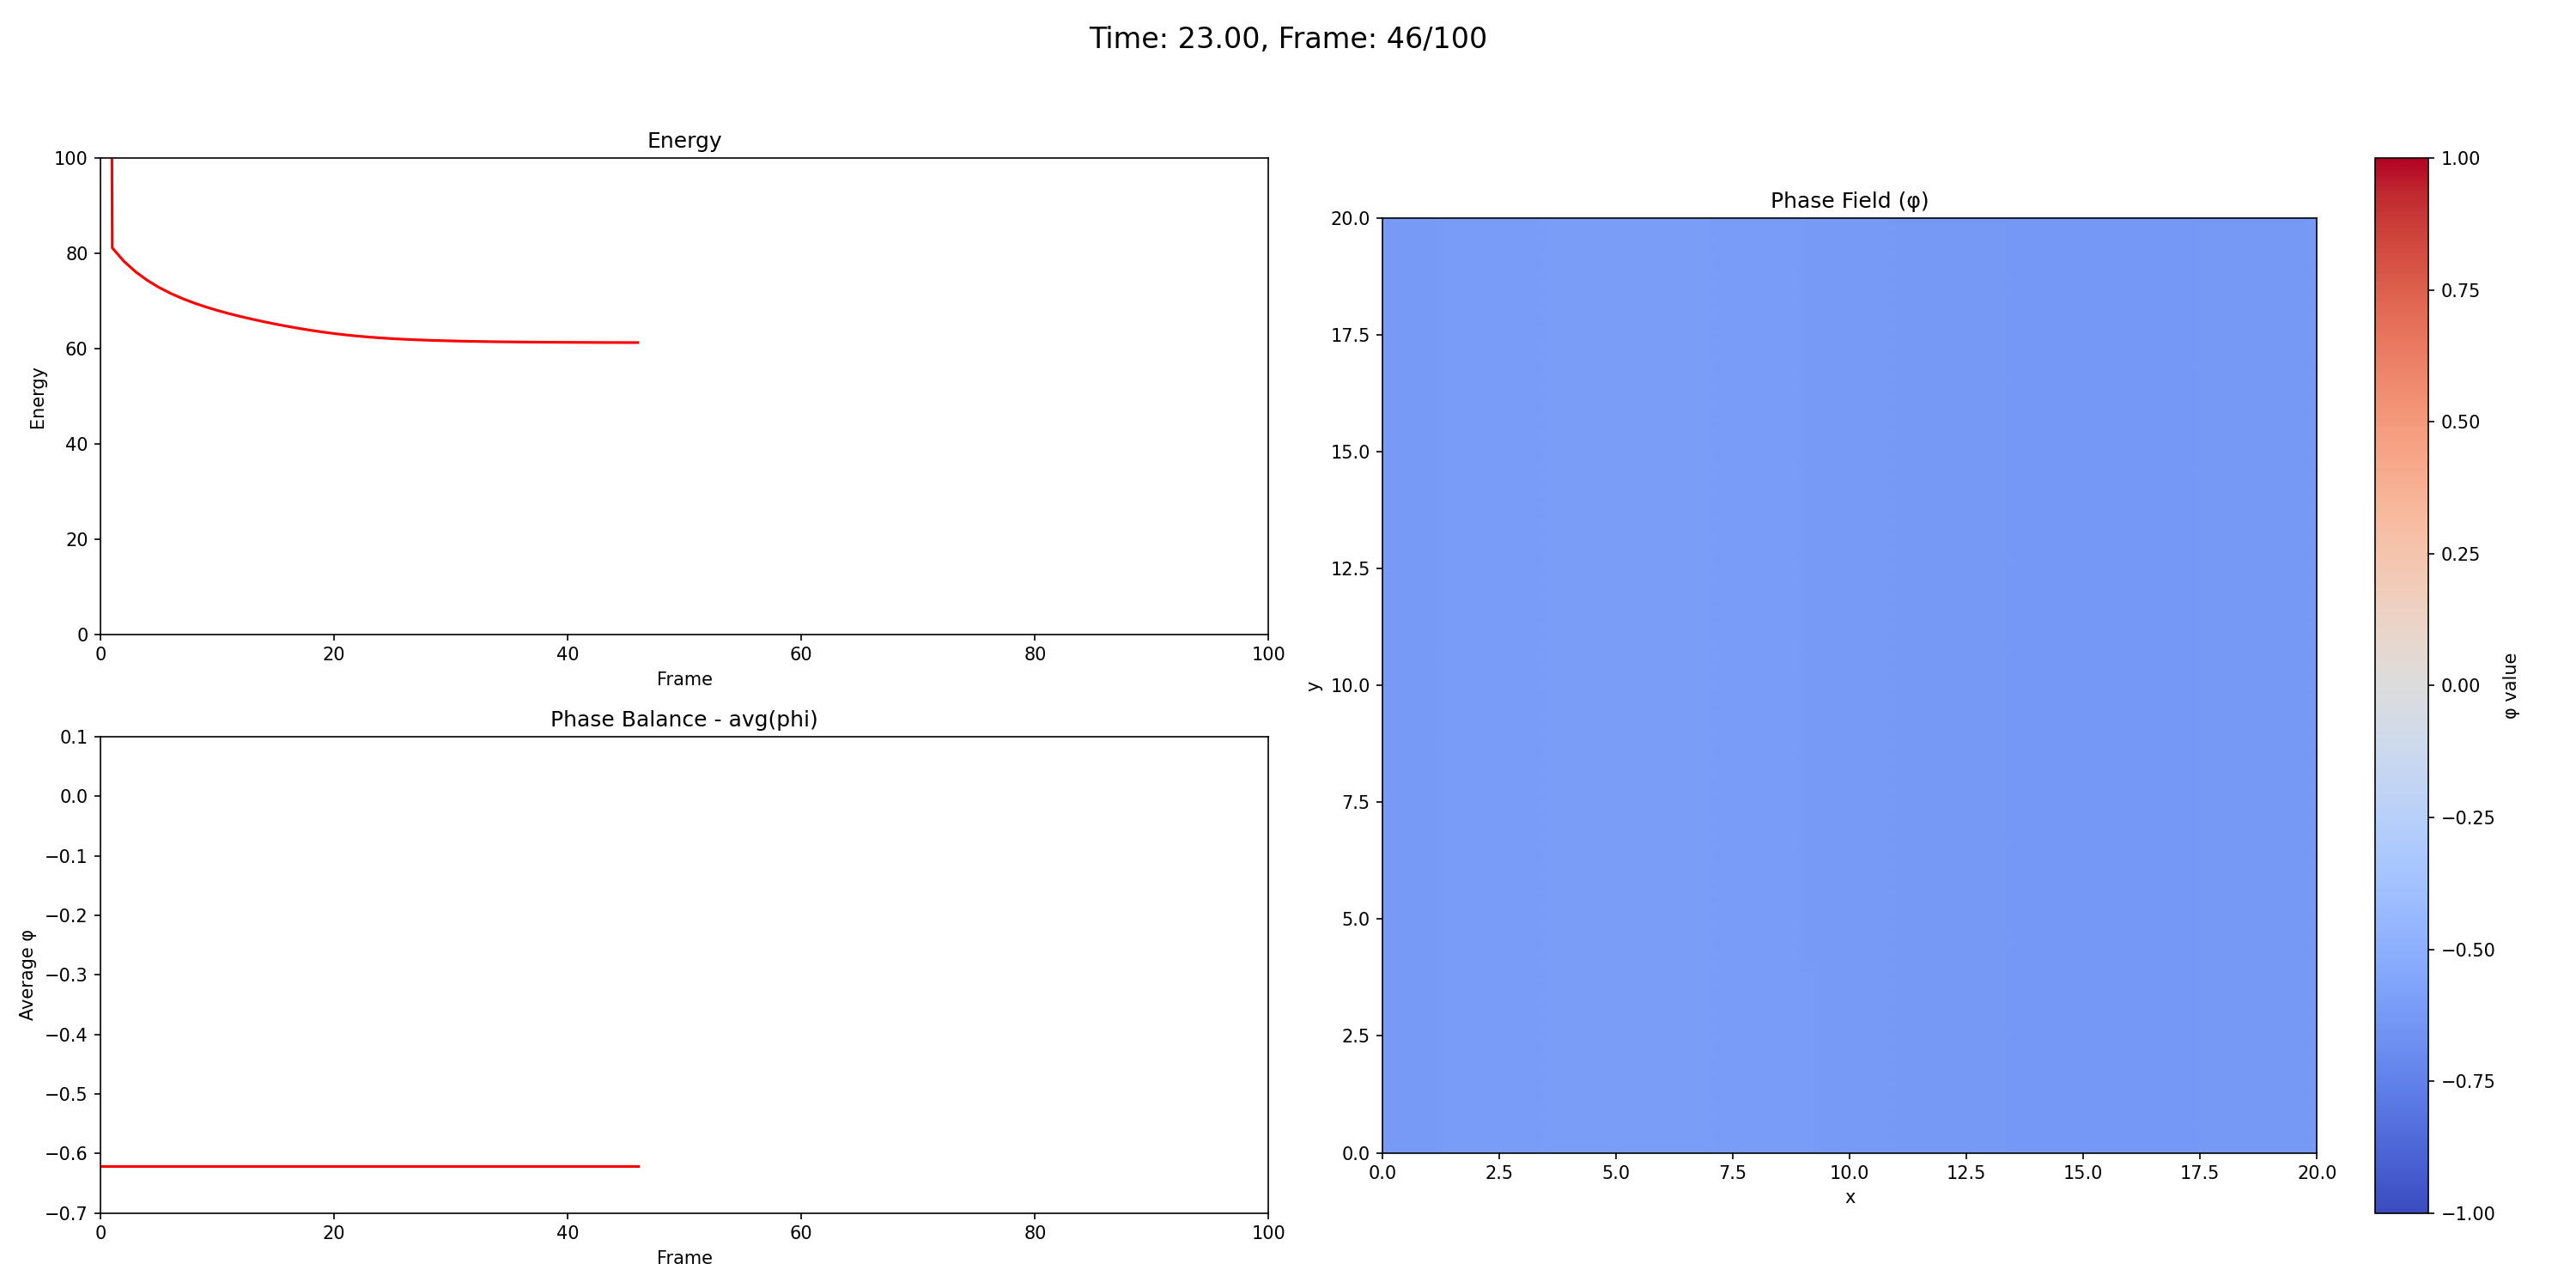 Time: 23.00, Frame: 46/100
Energy
100
80
60
40
20
0
Energy
0 20 40 60 80 100
Frame
Phase Balance - avg(phi)
0.1
0.0
−0.1
−0.2
−0.3
−0.4
−0.5
−0.6
−0.7
Average φ
0 20 40 60 80 100
Frame
Phase Field (φ)
20.0
17.5
15.0
12.5
10.0
7.5
5.0
2.5
0.0
y
0.0 2.5 5.0 7.5 10.0 12.5 15.0 17.5 20.0
x
1.00
0.75
0.50
0.25
0.00
−0.25
−0.50
−0.75
−1.00
φ value